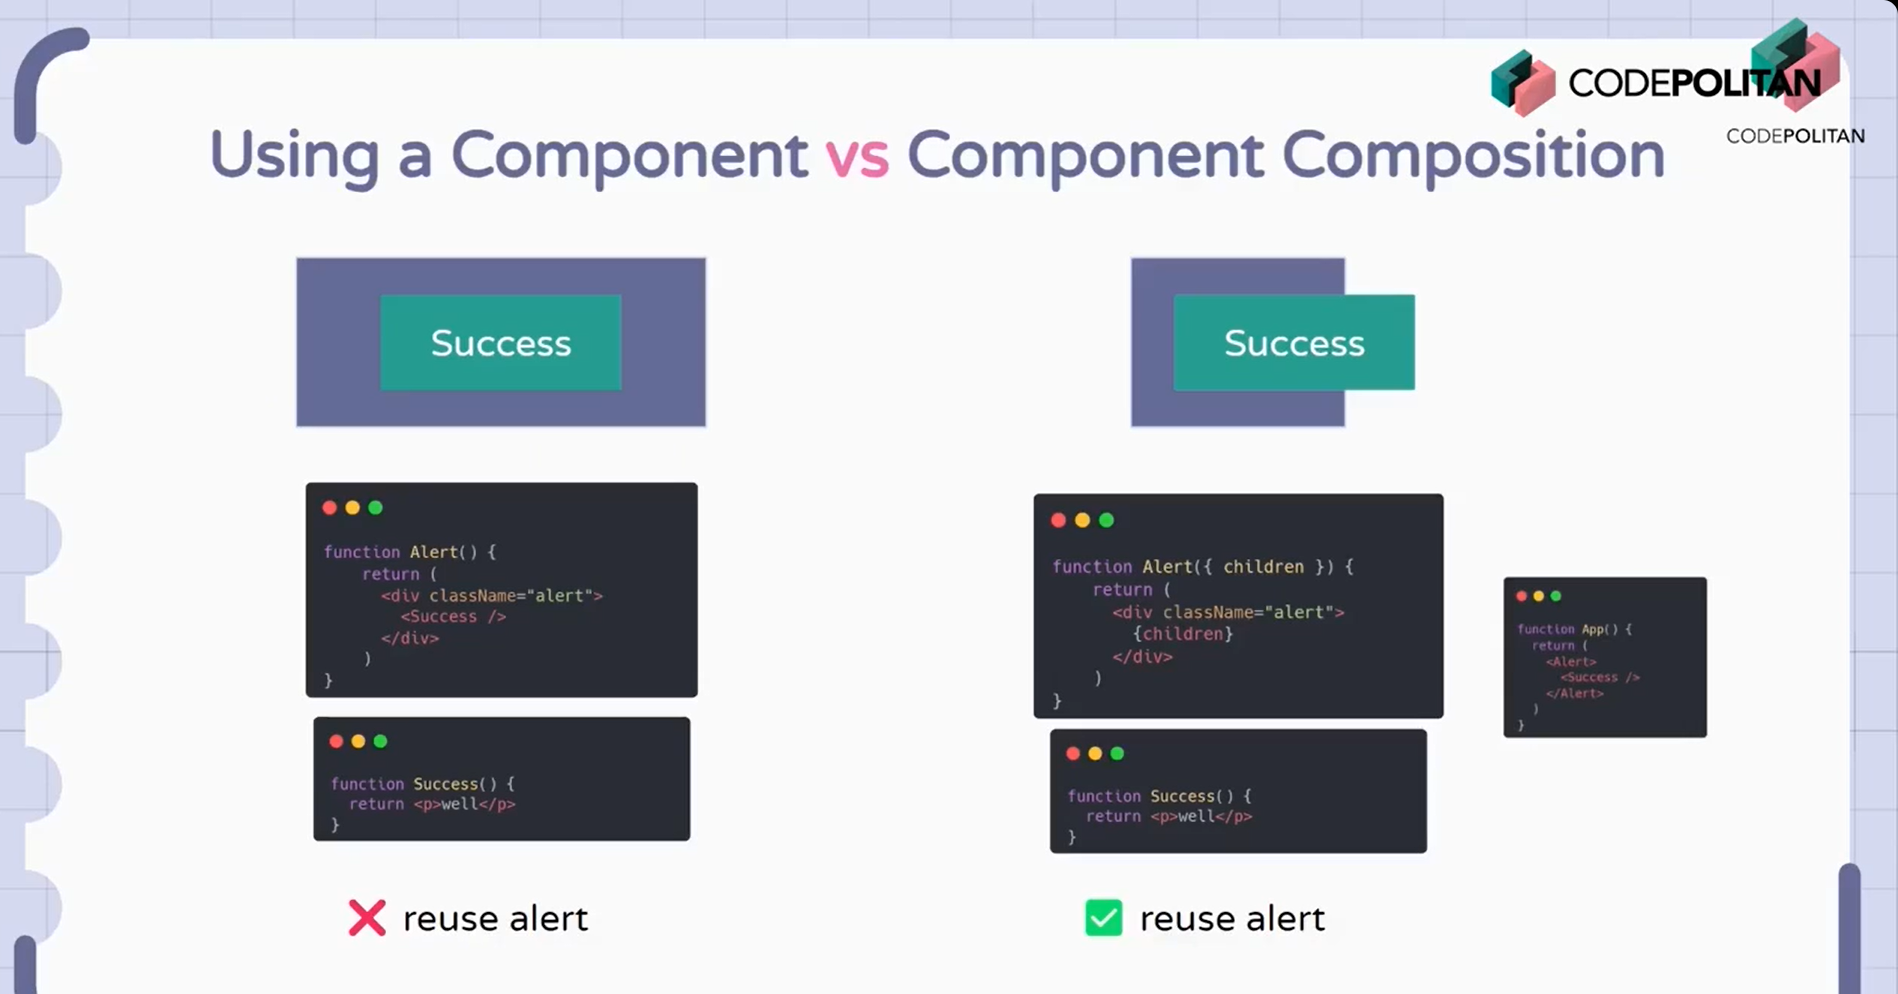 CODEPOLITAN
CODEPOLITAN
Using a Component vs Component Composition
Success
function Alert() {
return (
<div className="alert">
<Success />
</div>
)
}
function Success() {
return <p>well</p>
}
❌ reuse alert
Success
function Alert({ children }) {
return (
<div className="alert">
{children}
</div>
)
}
function Success() {
return <p>well</p>
}
function App() {
return (
<Alert>
<Success />
</Alert>
)
}
✅ reuse alert